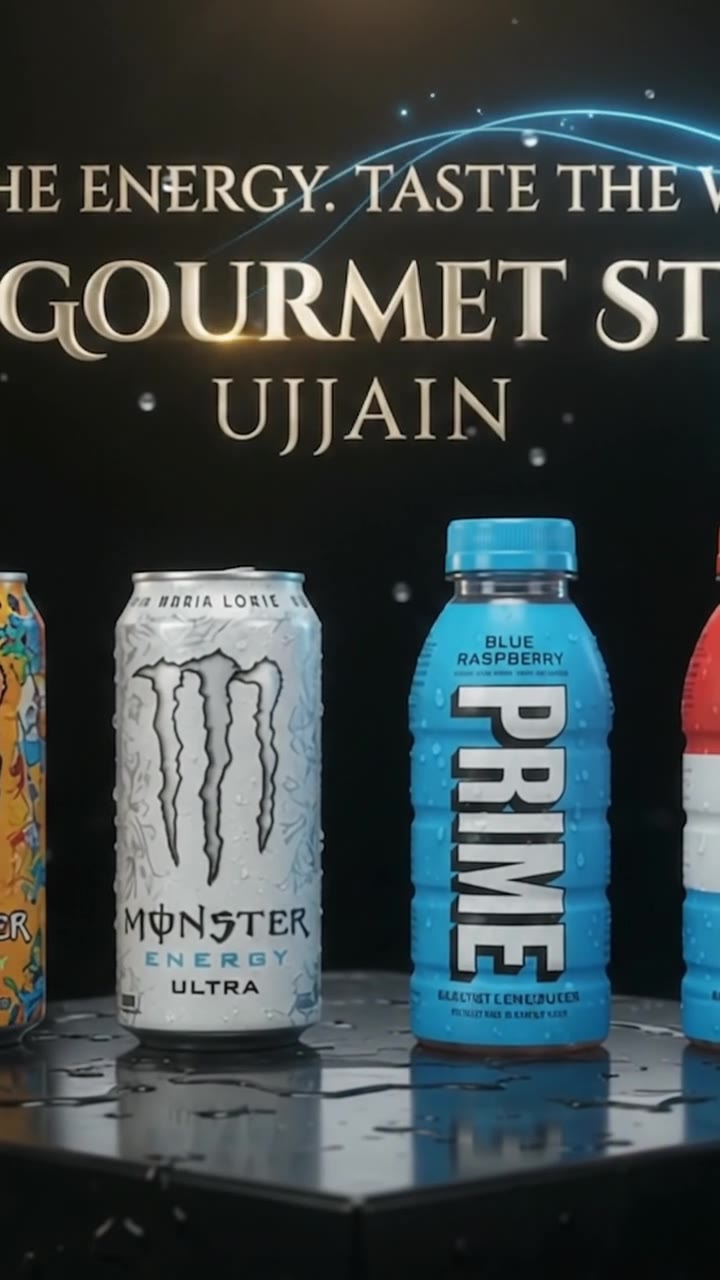 HE ENERGY. TASTE THE
GOURMET ST
UJJAIN
ER
MONSTER
ENERGY
ULTRA
BLUE
RASPBERRY
PRIME